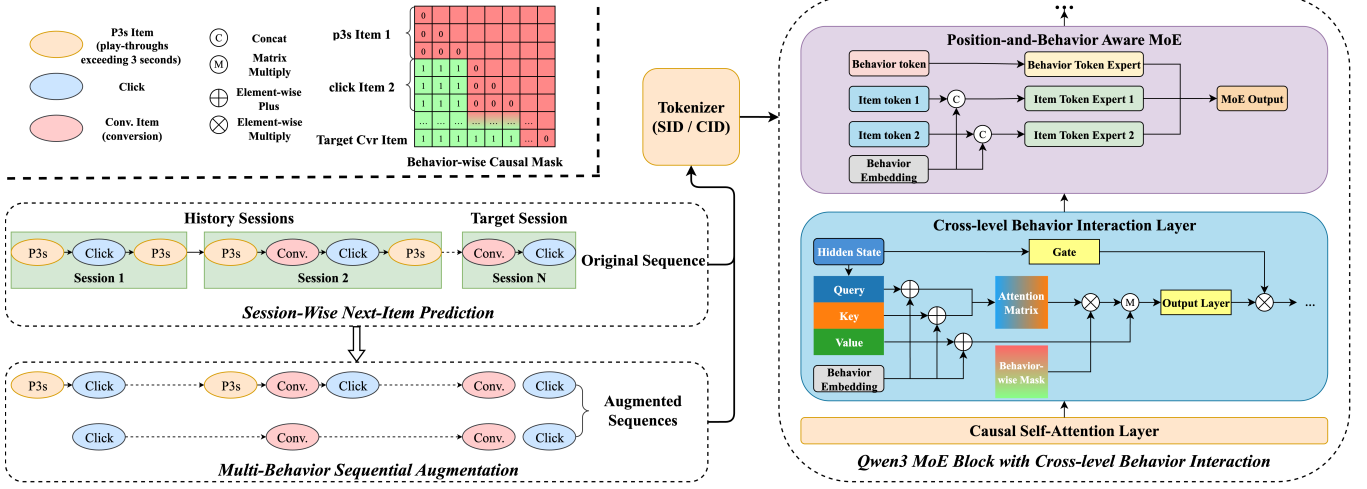 P3s Item
(play-throughs
exceeding 3 seconds)
Click
Conv. Item
(conversion)
C
Concat
M
Matrix
Multiply
Element-wise
Plus
Element-wise
Multiply
p3s Item 1
click Item 2
Target Cvr Item
0
0 0
0 0 0
1 1 1 0
1 1 1 0 0
1 1 1 0 0 0
... ... ... ... ... ... ...
1 1 1 1 1 1 ... 0
Behavior-wise Causal Mask
History Sessions
Target Session
P3s Click P3s P3s Conv. Click P3s Conv. Click
Session 1
Session 2
Session N
Original Sequence
Session-Wise Next-Item Prediction
P3s Click P3s Conv. Click Conv. Click
Click Conv. Conv. Click
Augmented
Sequences
Multi-Behavior Sequential Augmentation
Tokenizer
(SID / CID)
...
Position-and-Behavior Aware MoE
Behavior token
Behavior Token Expert
Item token 1
C
Item Token Expert 1
MoE Output
Item token 2
C
Item Token Expert 2
Behavior
Embedding
Cross-level Behavior Interaction Layer
Hidden State
Gate
Query
Key
Value
Attention
Matrix
M
Output Layer
...
Behavior
Embedding
Behavior-
wise Mask
Causal Self-Attention Layer
Qwen3 MoE Block with Cross-level Behavior Interaction